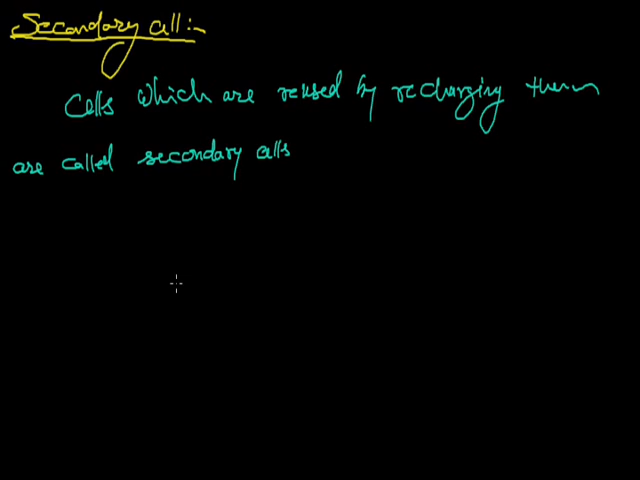 Secondary cell:-
Cells which are reused by recharging them
are called secondary cells